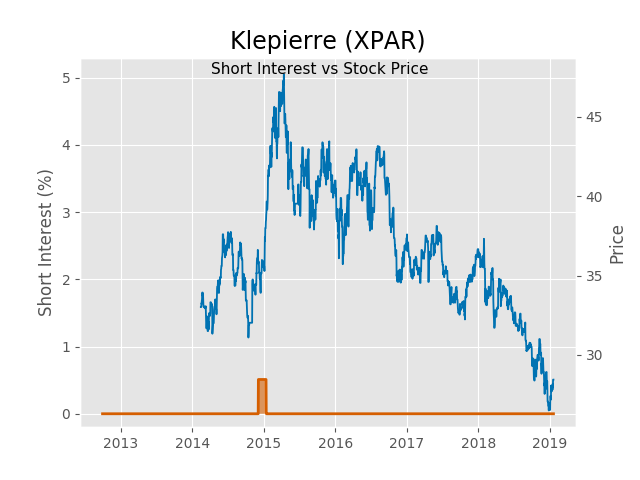 Klepierre (XPAR)
Short Interest vs Stock Price
Short Interest (%)
5
4
3
2
1
0
45
40
35
30
Price
2013 2014 2015 2016 2017 2018 2019